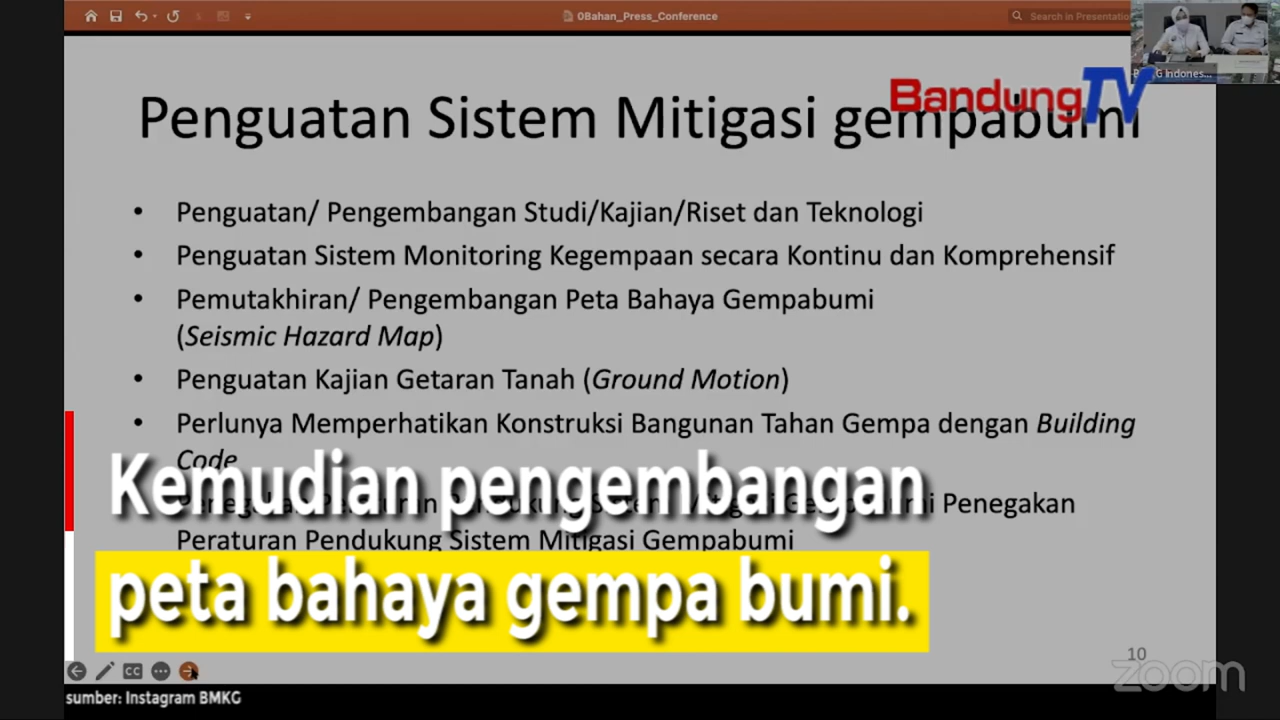 0Bahan_Press_Conference
Search in Presentation
BandungTV
Penguatan Sistem Mitigasi gempabumi
• Penguatan/ Pengembangan Studi/Kajian/Riset dan Teknologi
• Penguatan Sistem Monitoring Kegempaan secara Kontinu dan Komprehensif
• Pemutakhiran/ Pengembangan Peta Bahaya Gempabumi
(Seismic Hazard Map)
• Penguatan Kajian Getaran Tanah (Ground Motion)
• Perlunya Memperhatikan Konstruksi Bangunan Tahan Gempa dengan Building
Code
Kemudian pengembangan
Penegakan
Peraturan Pendukung Sistem Mitigasi Gempabumi
peta bahaya gempa bumi.
CC
10
zoom
sumber: Instagram BMKG